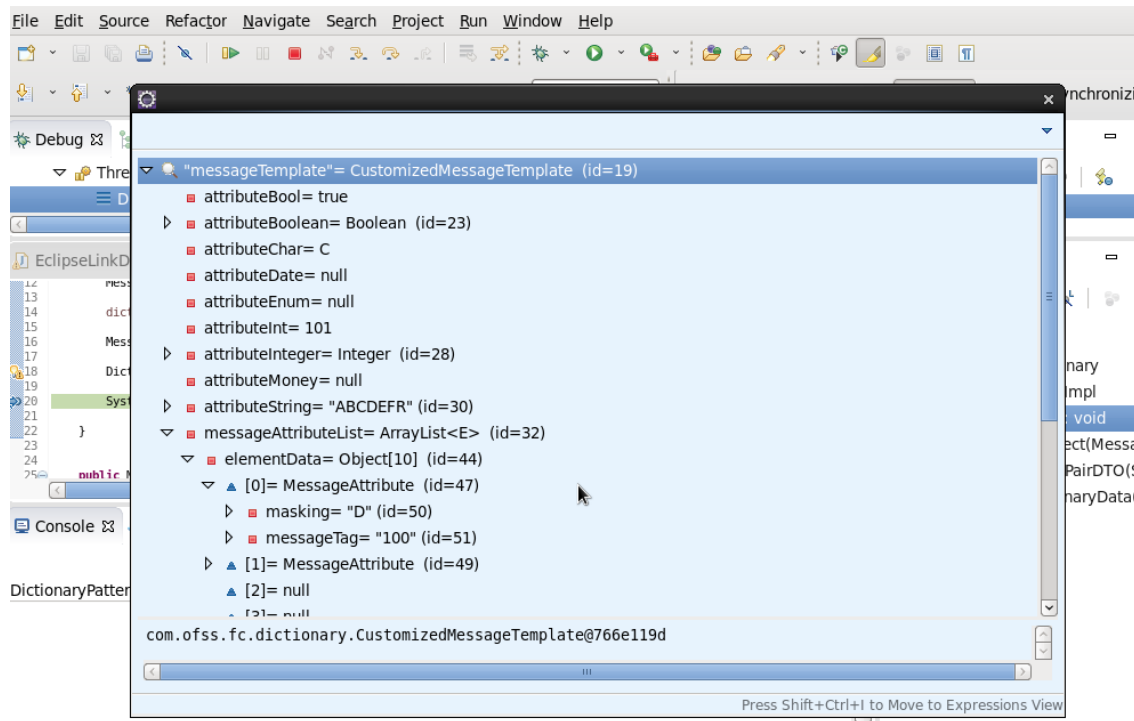 File Edit Source Refactor Navigate Search Project Run Window Help
ynchronizi
Debug
Thre
"messageTemplate"= CustomizedMessageTemplate (id=19)
D
attributeBool= true
attributeBoolean= Boolean (id=23)
attributeChar= C
EclipseLinkD
attributeDate= null
12 Mess
13
attributeEnum= null
14 dict
15
attributeInt= 101
16 Mess
17
attributeInteger= Integer (id=28)
nary
18 Dict
attributeMoney= null
19
Impl
20 Syst
attributeString= "ABCDEFR" (id=30)
21
void
22 }
messageAttributeList= ArrayList<E> (id=32)
23
ect(Messa
24
elementData= Object[10] (id=44)
PairDTO(S
25 public M
[0]= MessageAttribute (id=47)
naryData(
masking= "D" (id=50)
Console
messageTag= "100" (id=51)
[1]= MessageAttribute (id=49)
DictionaryPatter
[2]= null
[3]= null
com.ofss.fc.dictionary.CustomizedMessageTemplate@766e119d
Press Shift+Ctrl+I to Move to Expressions View